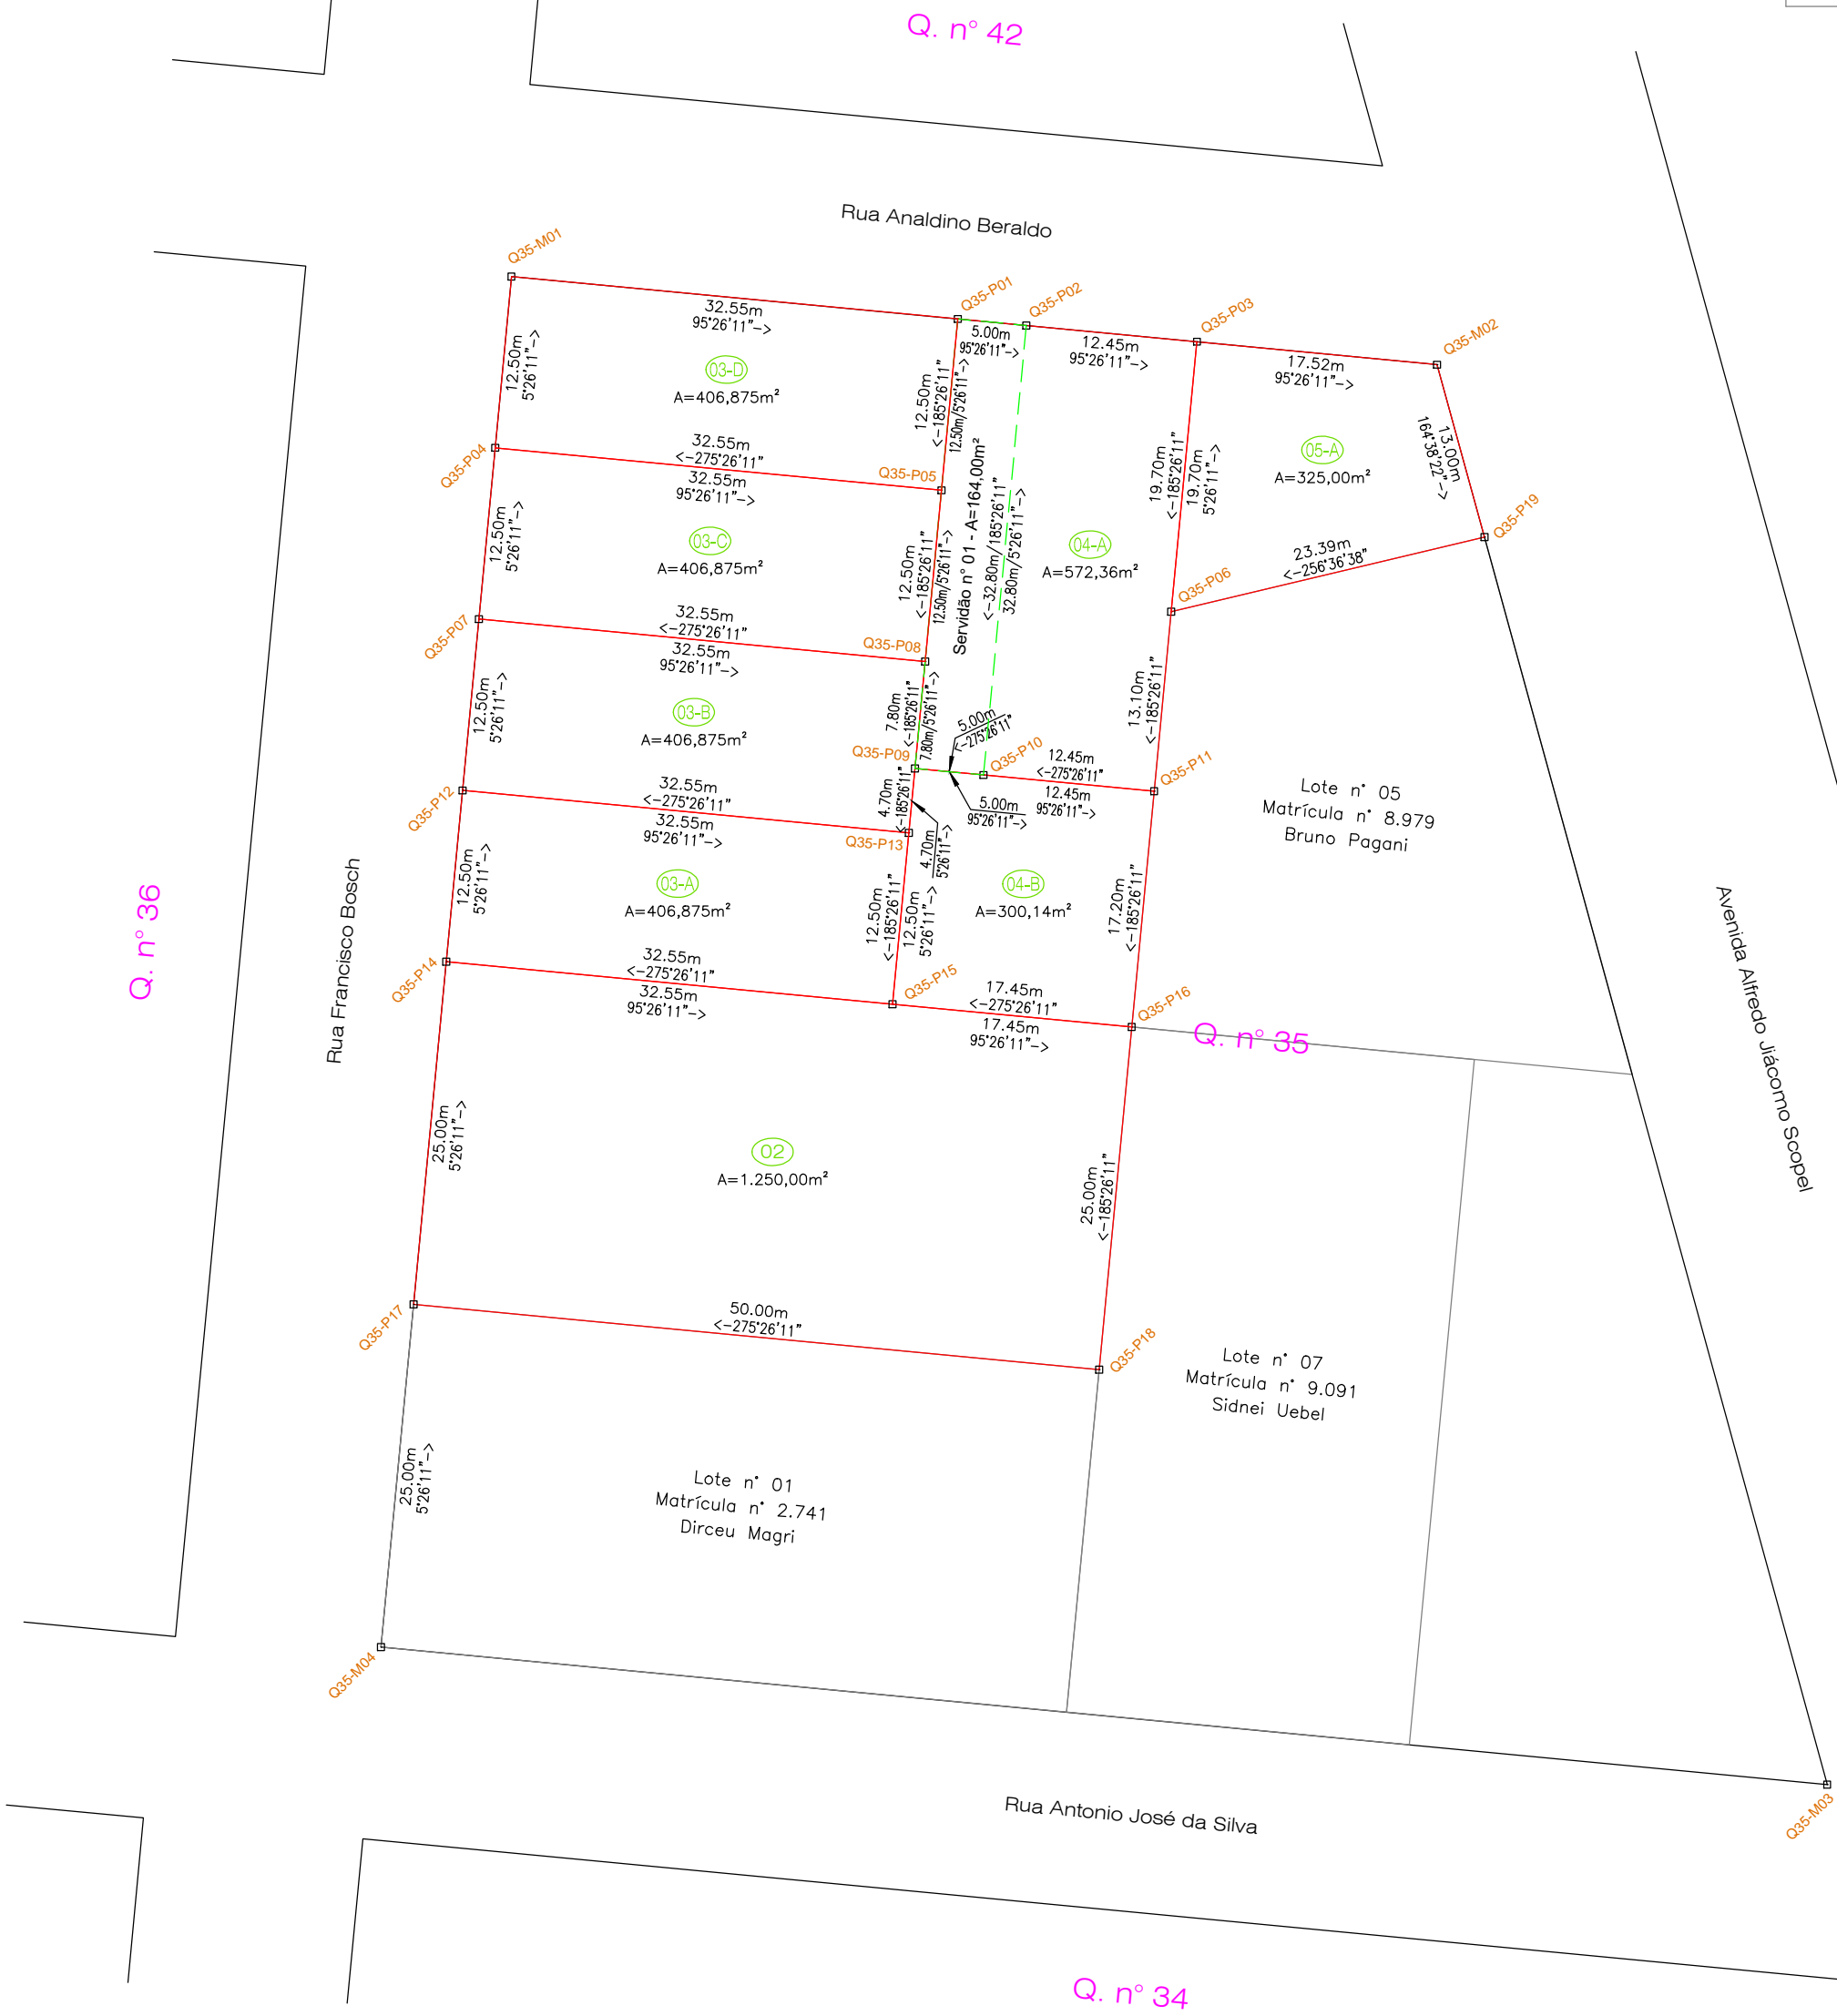 Q. n° 42
Rua Analdino Beraldo
Q35-M01
Q35-P01
Q35-P02
Q35-P03
Q35-M02
32.55m
95°26'11"->
5.00m
95°26'11"->
12.45m
95°26'11"->
17.52m
95°26'11"->
12.50m
5°26'11"->
03-D
A=406,875m²
12.50m
<-185°26'11"
12.50m/5°26'11"->
13.00m
164°38'22"->
05-A
A=325,00m²
Q35-P04
32.55m
<-275°26'11"
32.55m
95°26'11"->
Q35-P05
Servidão n° 01 - A=164,00m²
<-32.80m/185°26'11"
32.80m/5°26'11"->
19.70m
<-185°26'11"
19.70m
5°26'11"->
Q35-P19
23.39m
<-256°36'38"
12.50m
5°26'11"->
03-C
A=406,875m²
12.50m
<-185°26'11"
12.50m/5°26'11"->
04-A
A=572,36m²
Q35-P06
Q35-P07
32.55m
<-275°26'11"
32.55m
95°26'11"->
Q35-P08
12.50m
5°26'11"->
03-B
A=406,875m²
7.80m
<-185°26'11"
7.80m/5°26'11"->
5.00m
<-275°26'11"
13.10m
<-185°26'11"
Q35-P09
Q35-P10
12.45m
<-275°26'11"
12.45m
95°26'11"->
Q35-P11
5.00m
95°26'11"->
Q35-P12
32.55m
<-275°26'11"
32.55m
95°26'11"->
4.70m
<-185°26'11"
4.70m
5°26'11"->
Q35-P13
Lote n° 05
Matrícula n° 8.979
Bruno Pagani
12.50m
5°26'11"->
03-A
A=406,875m²
12.50m
<-185°26'11"
12.50m
5°26'11"->
04-B
A=300,14m²
17.20m
<-185°26'11"
Q. n° 36
Rua Francisco Bosch
Avenida Alfredo Jiácomo Scopel
Q35-P14
32.55m
<-275°26'11"
32.55m
95°26'11"->
Q35-P15
17.45m
<-275°26'11"
17.45m
95°26'11"->
Q35-P16
Q. n° 35
25.00m
5°26'11"->
02
A=1.250,00m²
25.00m
<-185°26'11"
Q35-P17
50.00m
<-275°26'11"
Q35-P18
Lote n° 07
Matrícula n° 9.091
Sidnei Uebel
25.00m
5°26'11"->
Lote n° 01
Matrícula n° 2.741
Dirceu Magri
Q35-M04
Rua Antonio José da Silva
Q35-M03
Q. n° 34